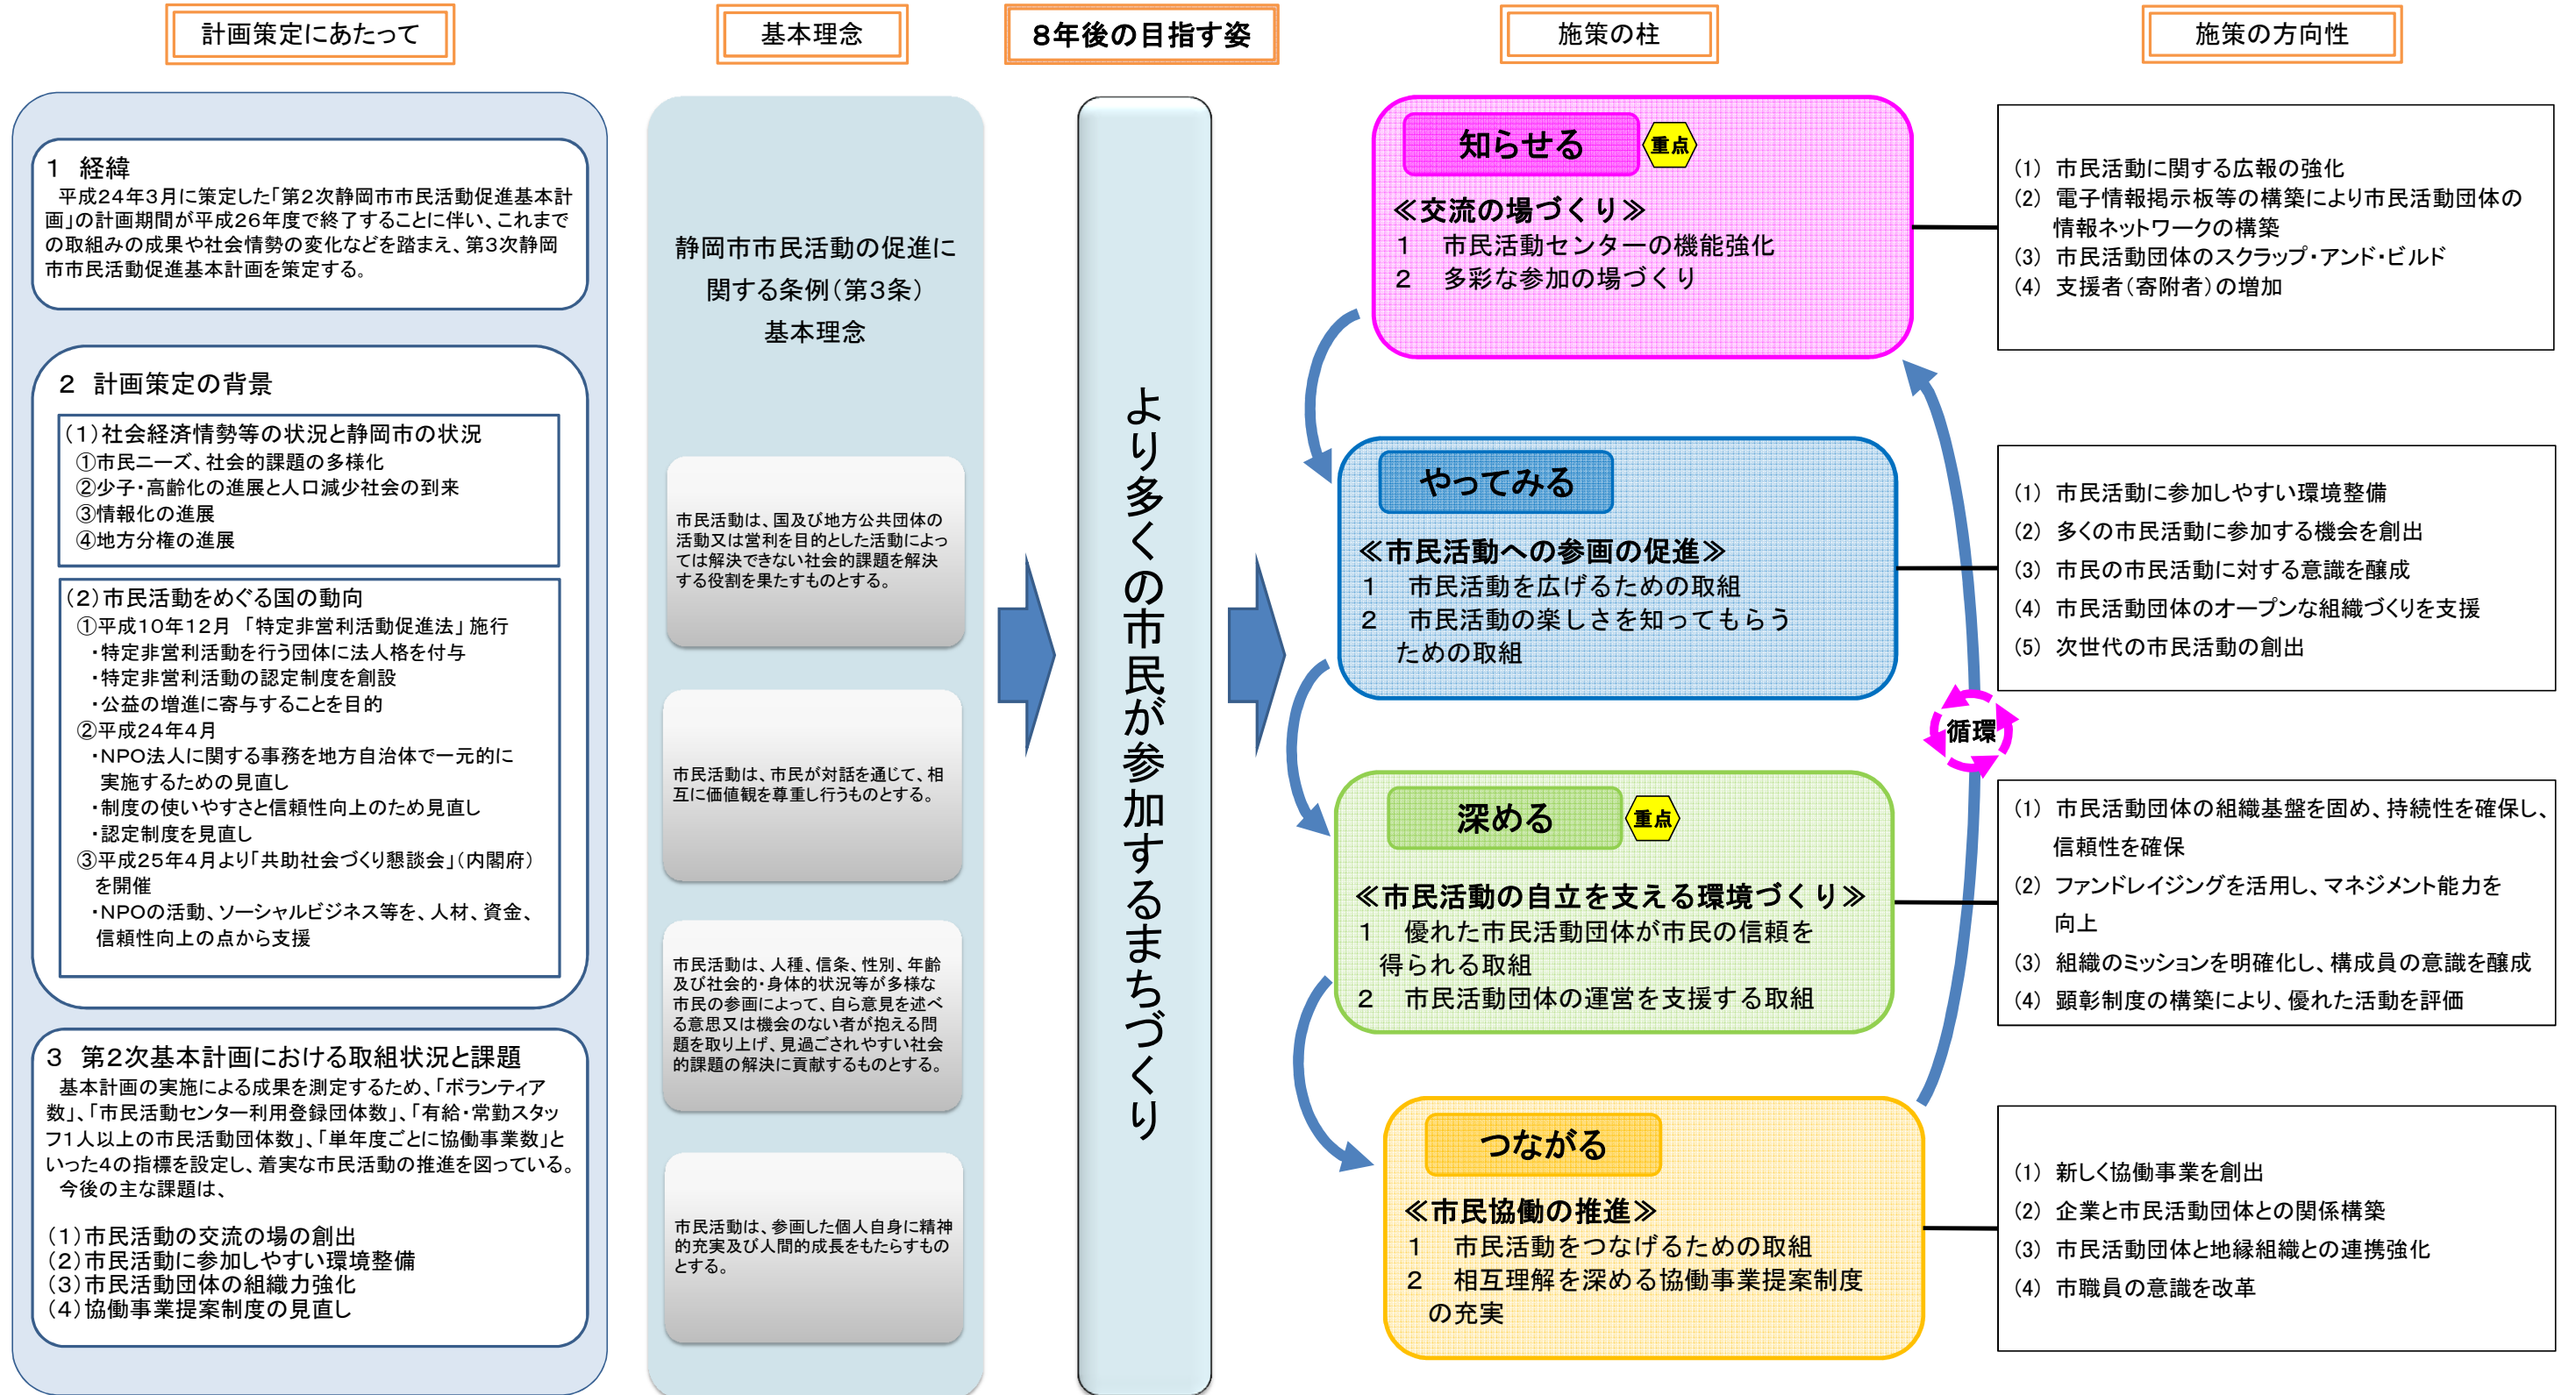 計画策定にあたって
基本理念
8年後の目指す姿
施策の柱
施策の方向性
1 経緯
平成24年3月に策定した「第2次静岡市市民活動促進基本計
画」の計画期間が平成26年度で終了することに伴い、これまで
の取組みの成果や社会情勢の変化などを踏まえ、第3次静岡
市市民活動促進基本計画を策定する。
2 計画策定の背景
(1)社会経済情勢等の状況と静岡市の状況
①市民ニーズ、社会的課題の多様化
②少子・高齢化の進展と人口減少社会の到来
③情報化の進展
④地方分権の進展
(2)市民活動をめぐる国の動向
①平成10年12月 「特定非営利活動促進法」 施行
・特定非営利活動を行う団体に法人格を付与
・特定非営利活動の認定制度を創設
・公益の増進に寄与することを目的
②平成24年4月
・NPO法人に関する事務を地方自治体で一元的に
実施するための見直し
・制度の使いやすさと信頼性向上のため見直し
・認定制度を見直し
③平成25年4月より「共助社会づくり懇談会」(内閣府)
を開催
・NPOの活動、ソーシャルビジネス等を、人材、資金、
信頼性向上の点から支援
3 第2次基本計画における取組状況と課題
基本計画の実施による成果を測定するため、「ボランティア
数」、「市民活動センター利用登録団体数」、「有給・常勤スタッ
フ1人以上の市民活動団体数」、「単年度ごとに協働事業数」と
いった4の指標を設定し、着実な市民活動の推進を図っている。
今後の主な課題は、
(1)市民活動の交流の場の創出
(2)市民活動に参加しやすい環境整備
(3)市民活動団体の組織力強化
(4)協働事業提案制度の見直し
静岡市市民活動の促進に
関する条例(第3条)
基本理念
市民活動は、国及び地方公共団体の
活動又は営利を目的とした活動によっ
ては解決できない社会的課題を解決
する役割を果たすものとする。
市民活動は、市民が対話を通じて、相
互に価値観を尊重し行うものとする。
市民活動は、人種、信条、性別、年齢
及び社会的・身体的状況等が多様な
市民の参画によって、自ら意見を述べ
る意思又は機会のない者が抱える問
題を取り上げ、見過ごされやすい社会
的課題の解決に貢献するものとする。
市民活動は、参画した個人自身に精神
的充実及び人間的成長をもたらすもの
とする。
より多くの市民が参加するまちづくり
知らせる
重点
≪交流の場づくり≫
1 市民活動センターの機能強化
2 多彩な参加の場づくり
やってみる
≪市民活動への参画の促進≫
1 市民活動を広げるための取組
2 市民活動の楽しさを知ってもらう
ための取組
深める
重点
≪市民活動の自立を支える環境づくり≫
1 優れた市民活動団体が市民の信頼を
得られる取組
2 市民活動団体の運営を支援する取組
つながる
≪市民協働の推進≫
1 市民活動をつなげるための取組
2 相互理解を深める協働事業提案制度
の充実
循環
(1) 市民活動に関する広報の強化
(2) 電子情報掲示板等の構築により市民活動団体の
情報ネットワークの構築
(3) 市民活動団体のスクラップ・アンド・ビルド
(4) 支援者(寄附者)の増加
(1) 市民活動に参加しやすい環境整備
(2) 多くの市民活動に参加する機会を創出
(3) 市民の市民活動に対する意識を醸成
(4) 市民活動団体のオープンな組織づくりを支援
(5) 次世代の市民活動の創出
(1) 市民活動団体の組織基盤を固め、持続性を確保し、
信頼性を確保
(2) ファンドレイジングを活用し、マネジメント能力を
向上
(3) 組織のミッションを明確化し、構成員の意識を醸成
(4) 顕彰制度の構築により、優れた活動を評価
(1) 新しく協働事業を創出
(2) 企業と市民活動団体との関係構築
(3) 市民活動団体と地縁組織との連携強化
(4) 市職員の意識を改革